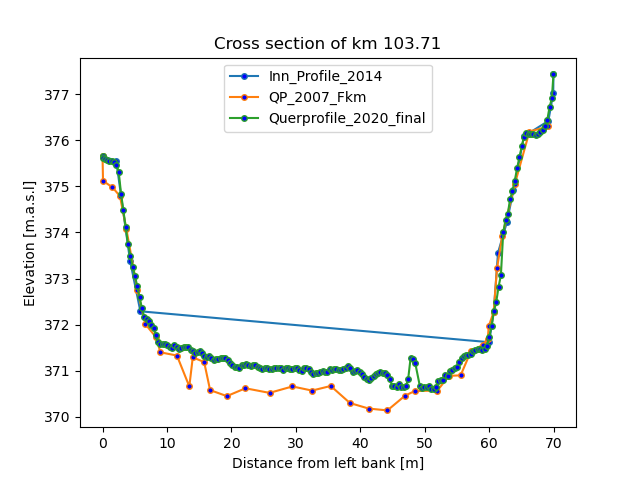 Cross section of km 103.71
Inn_Profile_2014
QP_2007_Fkm
Querprofile_2020_final
Elevation [m.a.s.l]
377
376
375
374
373
372
371
370
0 10 20 30 40 50 60 70
Distance from left bank [m]